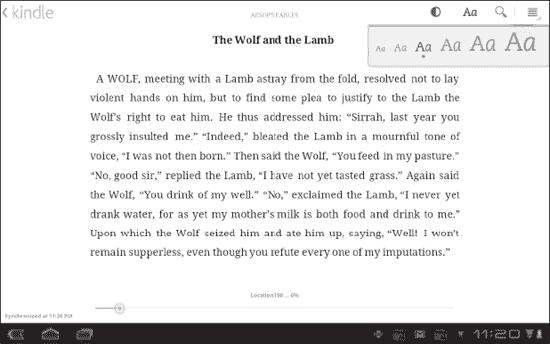 kindle
AESOP'S FABLES
Aa
The Wolf and the Lamb
Aa Aa Aa Aa Aa Aa
A WOLF, meeting with a Lamb astray from the fold, resolved not to lay
violent hands on him, but to find some plea to justify to the Lamb the
Wolf's right to eat him. He thus addressed him: “Sirrah, last year you
grossly insulted me.” “Indeed,” bleated the Lamb in a mournful tone of
voice, “I was not then born.” Then said the Wolf, “You feed in my pasture.”
“No, good sir,” replied the Lamb, “I have not yet tasted grass.” Again said
the Wolf, “You drink of my well.” “No,” exclaimed the Lamb, “I never yet
drank water, for as yet my mother's milk is both food and drink to me.”
Upon which the Wolf seized him and ate him up, saying, “Well! I won't
remain supperless, even though you refute every one of my imputations.”
Location150 ... 6%
Synchronized at 11:20 PM
11:20